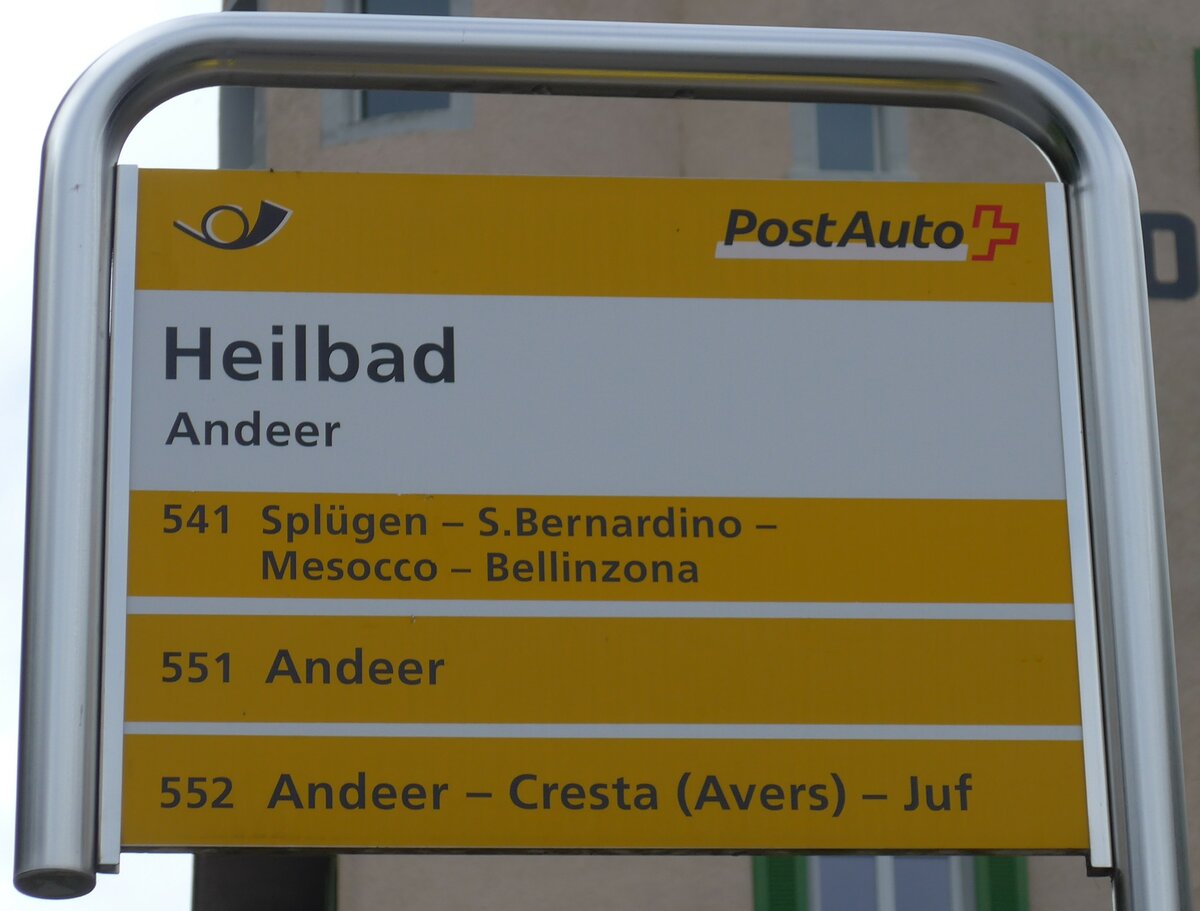 PostAuto
Heilbad
Andeer
541 Splügen – S.Bernardino –
Mesocco – Bellinzona
551 Andeer
552 Andeer – Cresta (Avers) – Juf